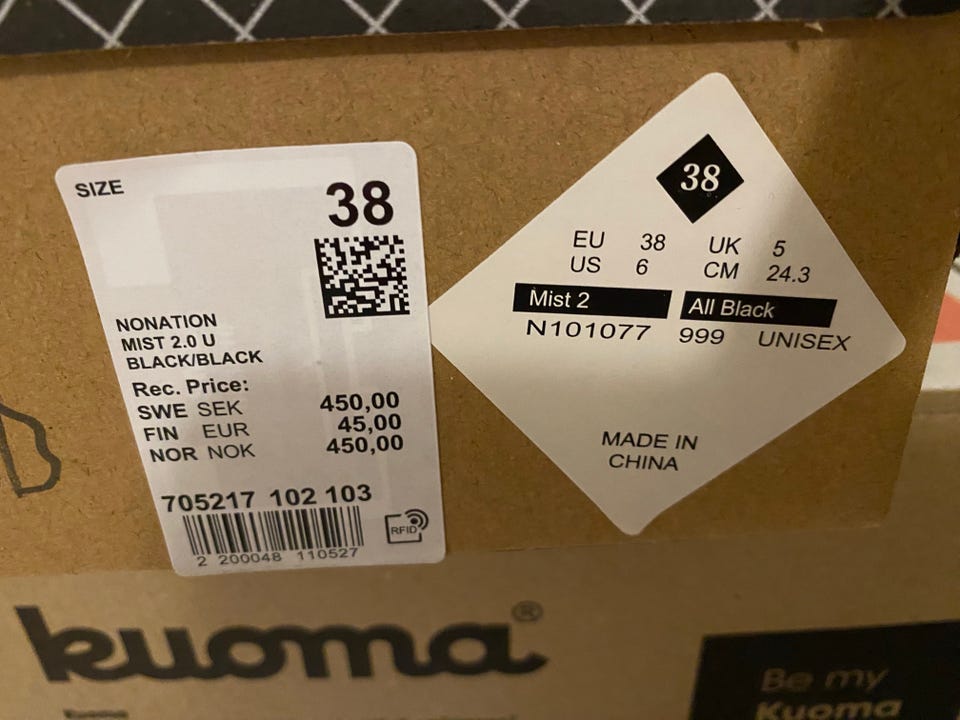 SIZE
38
NONATION
MIST 2.0 U
BLACK/BLACK
Rec. Price:
SWE SEK 450,00
FIN EUR 45,00
NOR NOK 450,00
705217 102 103
RFID
2 200048 110527
38
EU 38 UK 5
US 6 CM 24.3
Mist 2 All Black
N101077 999 UNISEX
MADE IN
CHINA
kuoma®
Be my
Kuoma
Kuoma